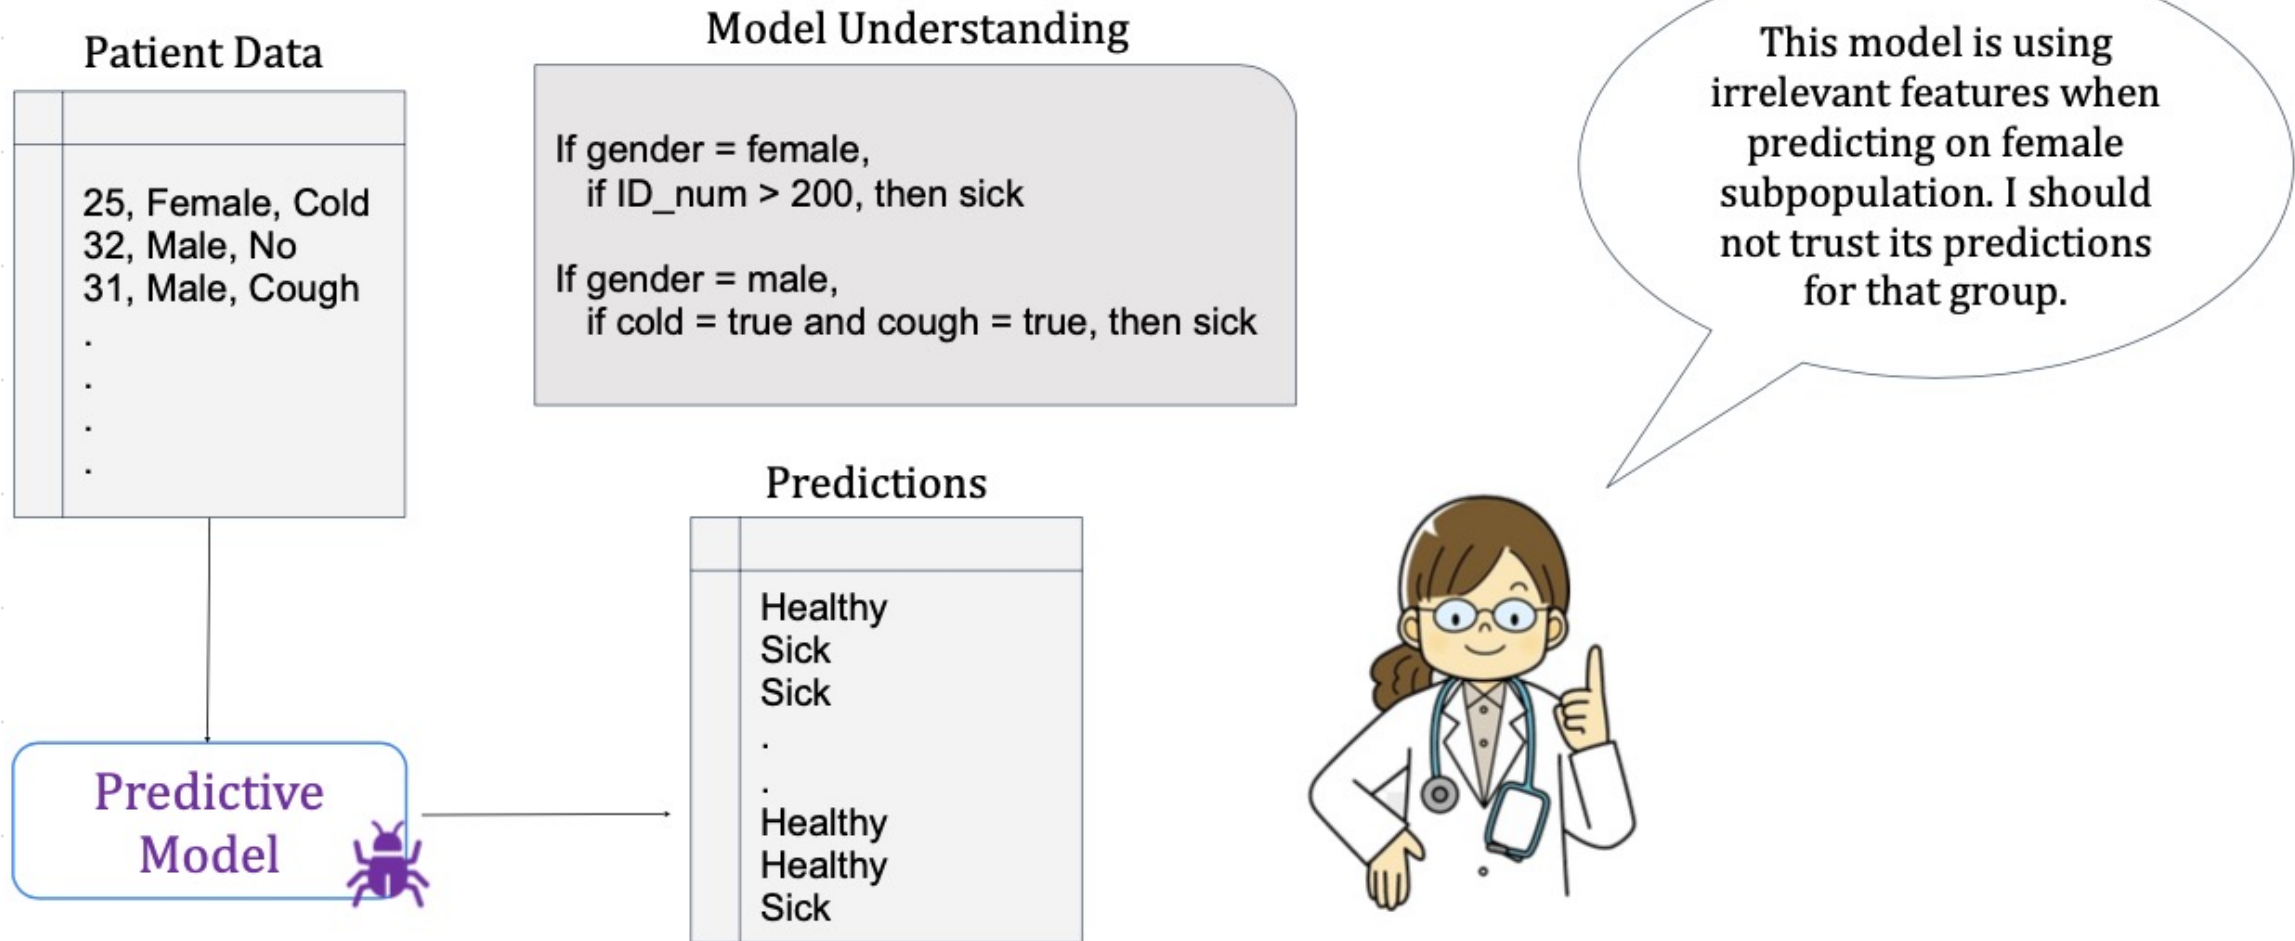 Patient Data
25, Female, Cold
32, Male, No
31, Male, Cough
.
.
.
.
Predictive
Model
Model Understanding
If gender = female,
if ID_num > 200, then sick
If gender = male,
if cold = true and cough = true, then sick
Predictions
Healthy
Sick
Sick
.
.
Healthy
Healthy
Sick
This model is using
irrelevant features when
predicting on female
subpopulation. I should
not trust its predictions
for that group.